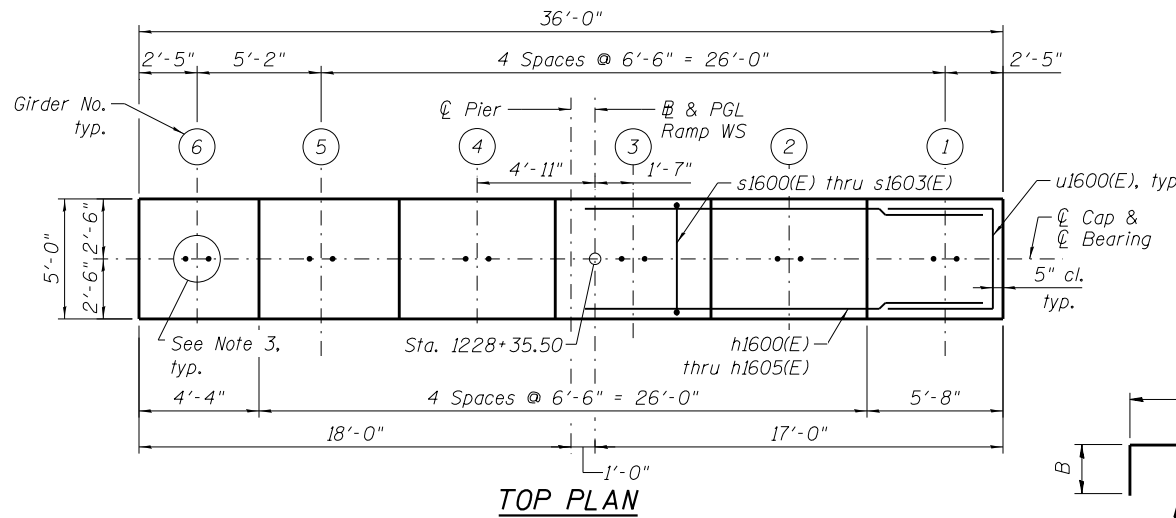 36'-0"
2'-5"
5'-2"
4 Spaces @ 6'-6" = 26'-0"
2'-5"
Girder No.
typ.
℄ Pier
& PGL
Ramp WS
6
5
4
3
2
1
4'-11"
1'-7"
s1600(E) thru s1603(E)
u1600(E), typ
℄ Cap &
℄ Bearing
5'-0"
2'-6"
2'-6"
5" cl.
typ.
See Note 3,
typ.
Sta. 1228+35.50
h1600(E)
thru h1605(E)
4'-4"
4 Spaces @ 6'-6" = 26'-0"
5'-8"
18'-0"
17'-0"
1'-0"
B
TOP PLAN